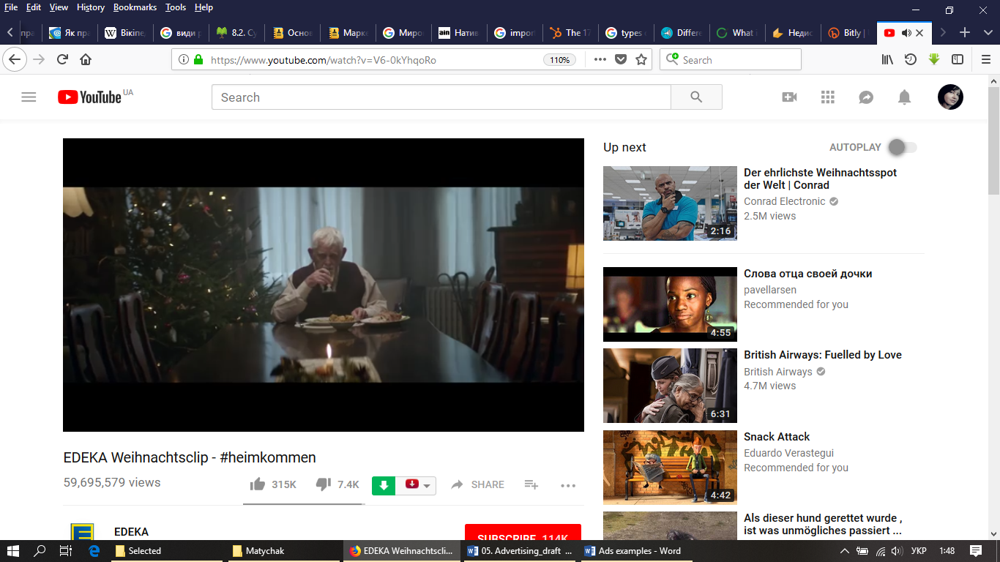 File Edit View History Bookmarks Tools Help
пра Як пра Вікіпе, види р 8.2. Су Основ Марке Миро Натив impor The 17 types Differe What i Недис Bitly |
https://www.youtube.com/watch?v=V6-0kYhqoRo 110% Search
YouTube UA Search
Up next AUTOPLAY
Der ehrlichste Weihnachtsspot
der Welt | Conrad
Conrad Electronic
2.5M views
2:16
Слова отца своей дочки
pavellarsen
Recommended for you
4:55
British Airways: Fuelled by Love
British Airways
4.7M views
6:31
Snack Attack
Eduardo Verastegui
Recommended for you
4:42
Als dieser hund gerettet wurde ,
ist was unmögliches passiert ...
EDEKA Weihnachtsclip - #heimkommen
59,695,579 views 315K 7.4K SHARE
EDEKA
SUBSCRIBE 114K
Selected Matychak EDEKA Weihnachtscli... 05. Advertising_draft ... Ads examples - Word УКР 1:48